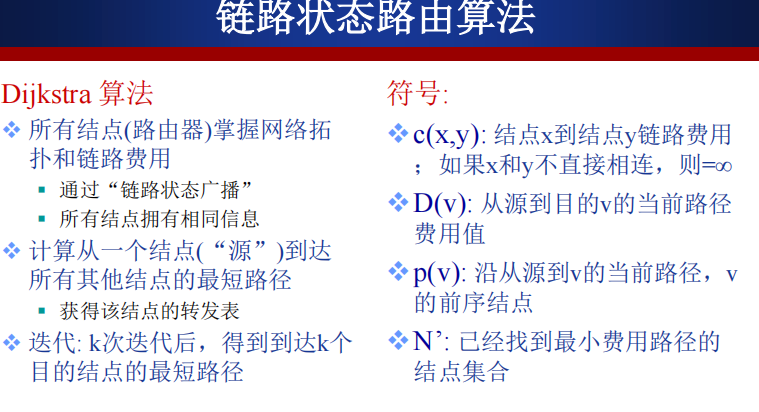 链路状态路由算法
Dijkstra 算法
所有结点(路由器)掌握网络拓
扑和链路费用
通过“链路状态广播”
所有结点拥有相同信息
计算从一个结点(“源”)到达
所有其他结点的最短路径
获得该结点的转发表
迭代: k次迭代后，得到到达k个
目的结点的最短路径
符号:
c(x,y): 结点x到结点y链路费用
；如果x和y不直接相连，则=∞
D(v): 从源到目的v的当前路径
费用值
p(v): 沿从源到v的当前路径，v
的前序结点
N’: 已经找到最小费用路径的
结点集合